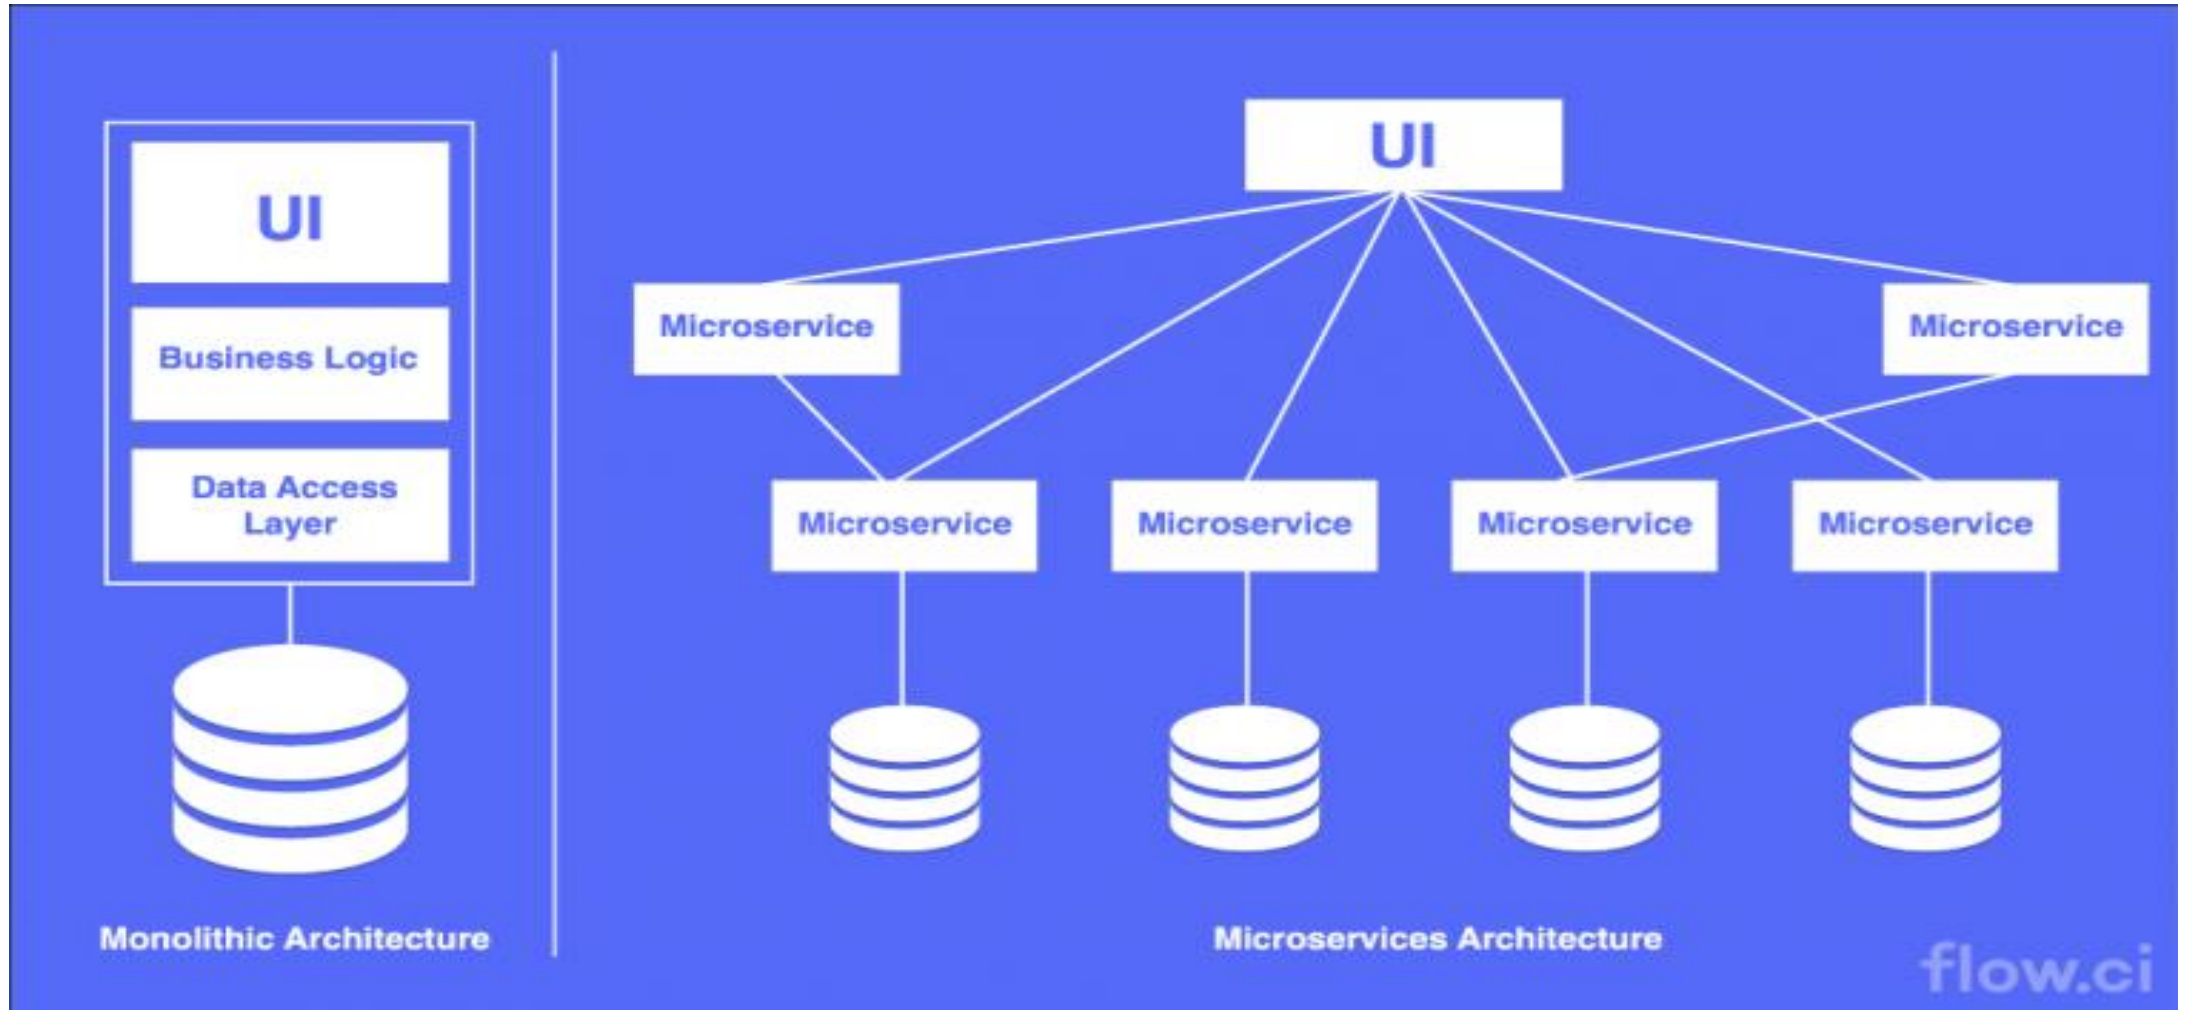 UI
Business Logic
Data Access
Layer
Monolithic Architecture
UI
Microservice
Microservice
Microservice
Microservice
Microservice
Microservice
Microservices Architecture
flow.ci